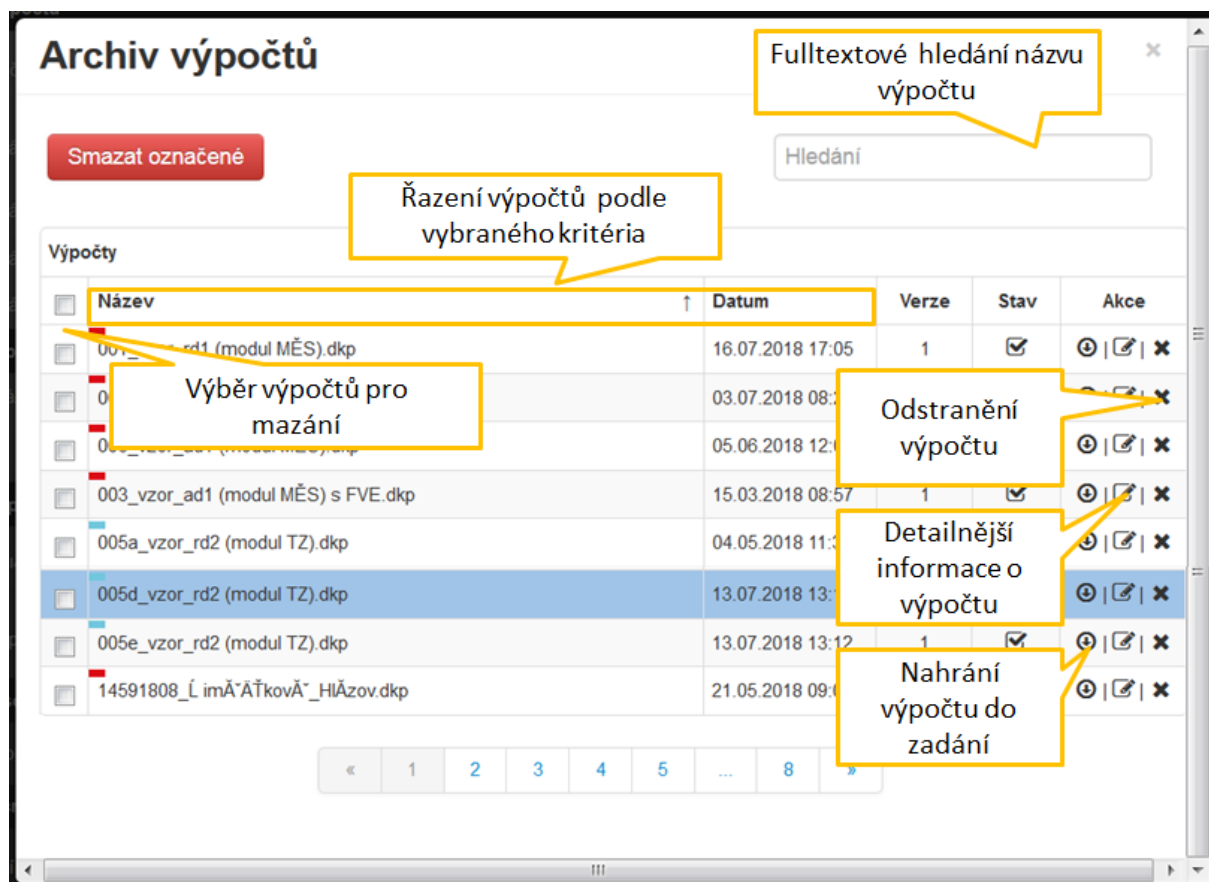 Archiv výpočtů
Fulltextové hledání názvu
výpočtu
×
Smazat označené
Hledání
Řazení výpočtů podle
vybraného kritéria
Výpočty
Název ↑ Datum Verze Stav Akce
(modul MĚS).dkp 16.07.2018 17:05 1
Výběr výpočtů pro
mazání
03.07.2018
Odstranění
výpočtu
05.06.2018
003_vzor_ad1 (modul MĚS) s FVE.dkp 15.03.2018 08:57 1
005a_vzor_rd2 (modul TZ).dkp 04.05.2018
Detailnější
informace o
výpočtu
005d_vzor_rd2 (modul TZ).dkp 13.07.2018
005e_vzor_rd2 (modul TZ).dkp 13.07.2018 13:12 1
Nahrání
výpočtu do
zadání
14591808_Ĺ imĂˇÄŤkovĂˇ_HlĂzov.dkp 21.05.2018
« 1 2 3 4 5 ... 8 »